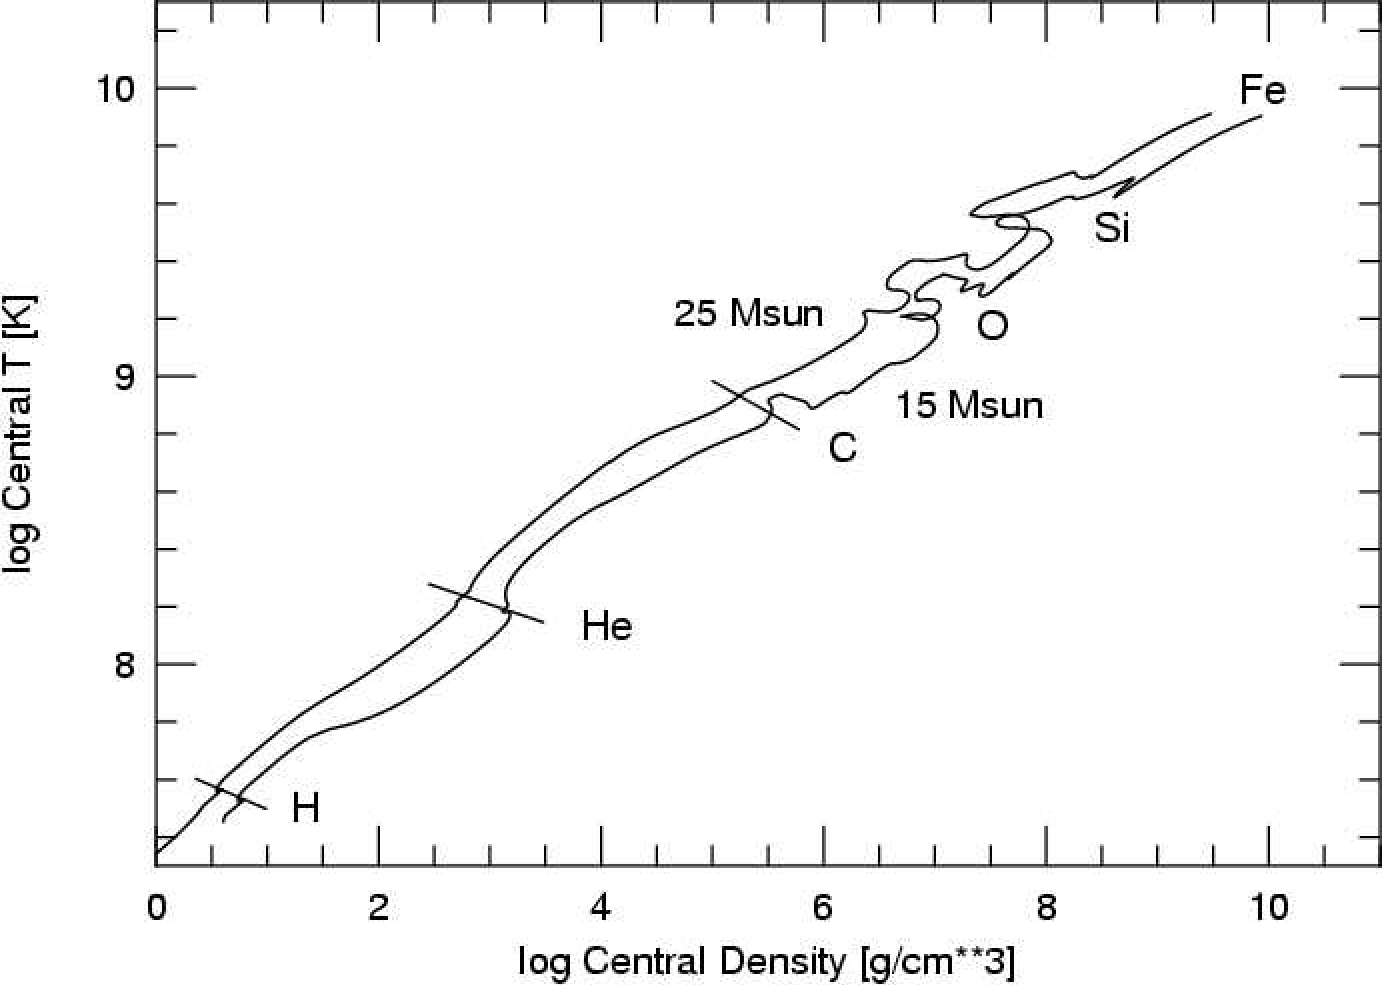 10
Fe
Si
25 Msun
O
9
15 Msun
C
log Central T [K]
He
8
H
0 2 4 6 8 10
log Central Density [g/cm**3]